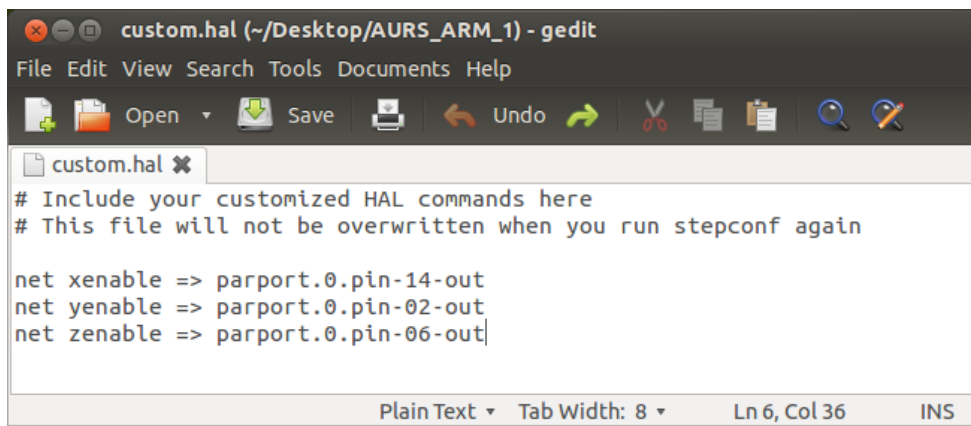 custom.hal (~/Desktop/AURS_ARM_1) - gedit
File Edit View Search Tools Documents Help
Open Save Undo
custom.hal
# Include your customized HAL commands here
# This file will not be overwritten when you run stepconf again
net xenable => parport.0.pin-14-out
net yenable => parport.0.pin-02-out
net zenable => parport.0.pin-06-out
Plain Text Tab Width: 8 Ln 6, Col 36 INS